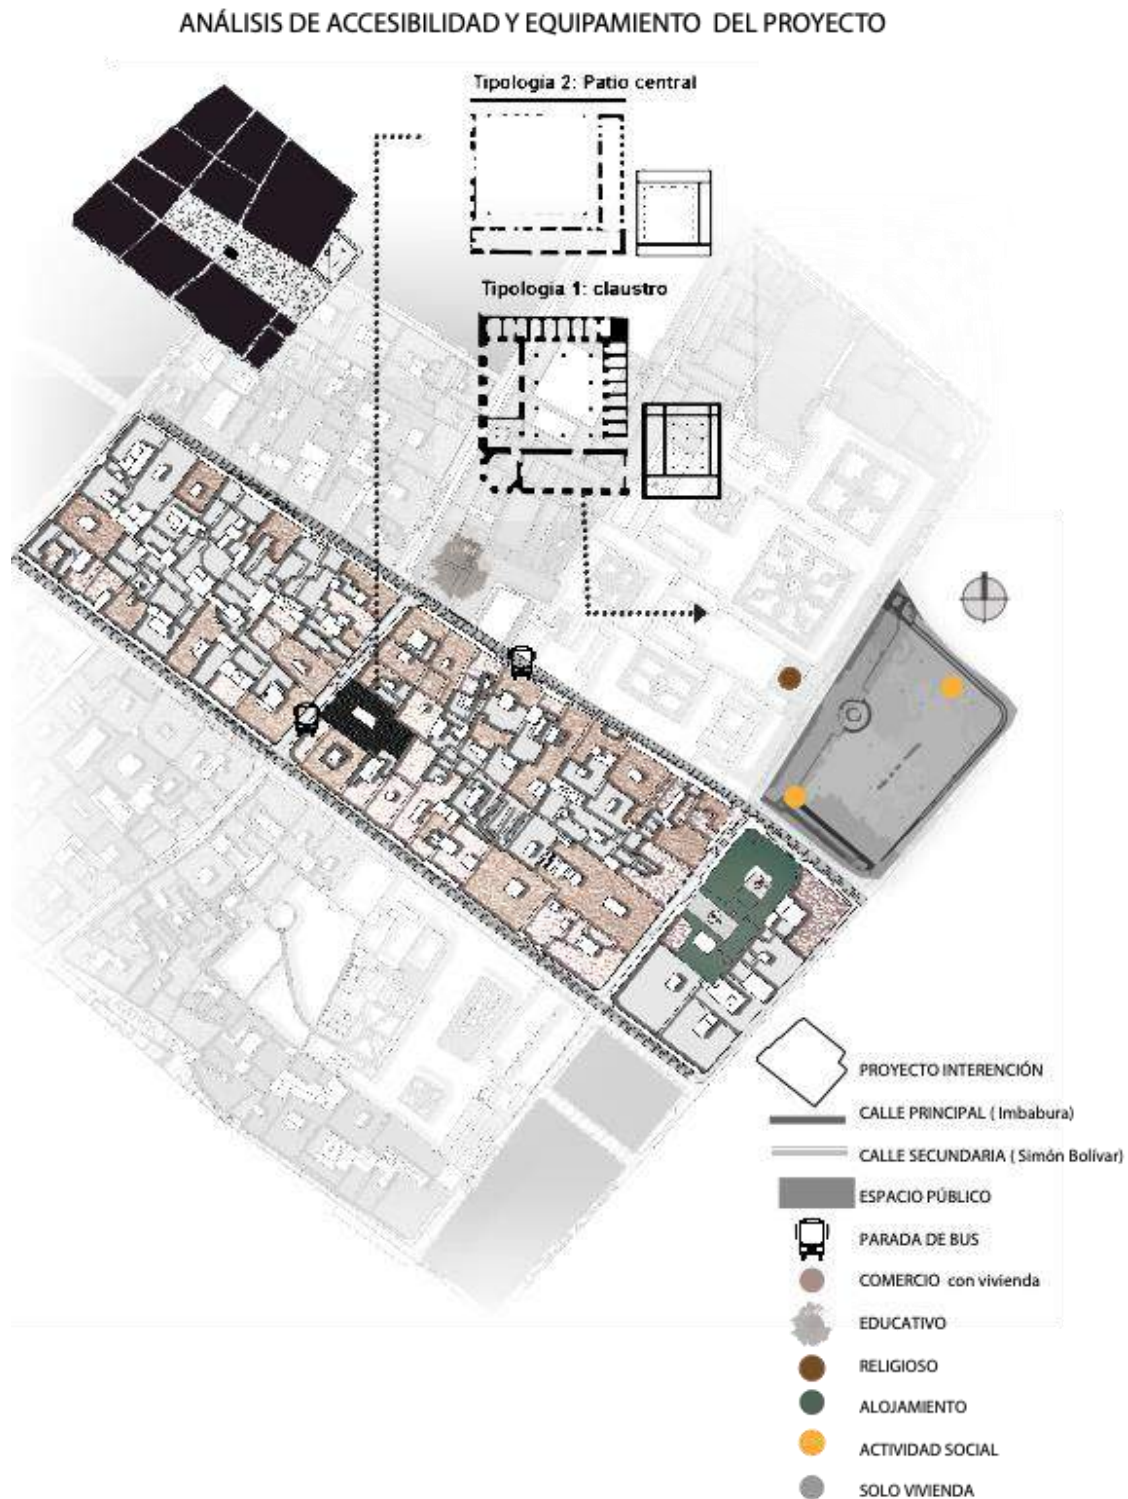 ANÁLISIS DE ACCESIBILIDAD Y EQUIPAMIENTO DEL PROYECTO
Tipologia 2: Patio central
Tipologia 1: claustro
PROYECTO INTERENCIÓN
CALLE PRINCIPAL ( Imbabura)
CALLE SECUNDARIA ( Simón Bolívar)
ESPACIO PÚBLICO
PARADA DE BUS
COMERCIO con vivienda
EDUCATIVO
RELIGIOSO
ALOJAMIENTO
ACTIVIDAD SOCIAL
SOLO VIVIENDA